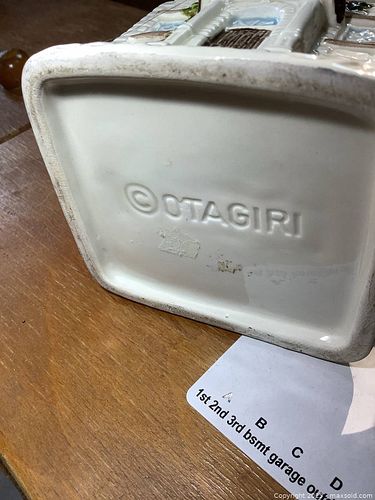 ©OTAGIRI
A B C D
1st 2nd 3rd bsmt garage